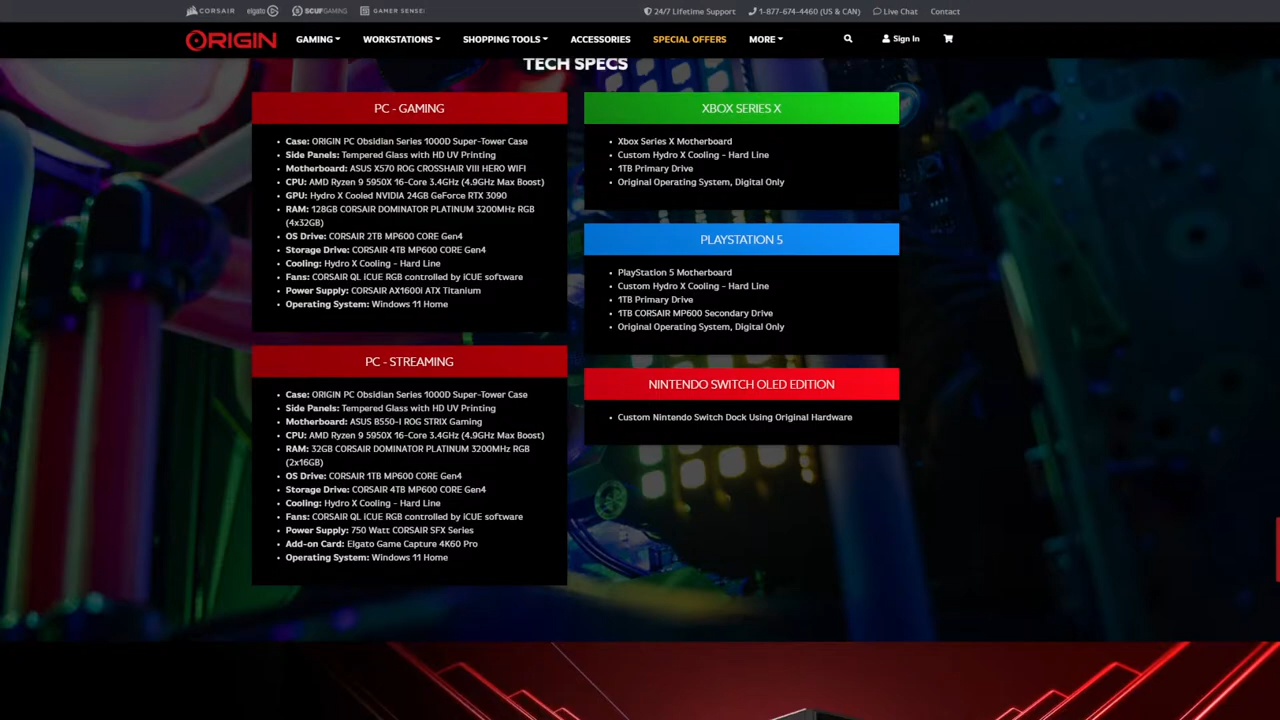 CORSAIR elgato SCUF GAMING GAMER SENSEI
24/7 Lifetime Support 1-877-674-4460 (US & CAN) Live Chat Contact
ORIGIN GAMING WORKSTATIONS SHOPPING TOOLS ACCESSORIES SPECIAL OFFERS MORE Sign In
TECH SPECS
PC - GAMING
Case: ORIGIN PC Obsidian Series 1000D Super-Tower Case
Side Panels: Tempered Glass with HD UV Printing
Motherboard: ASUS X570 ROG CROSSHAIR VIII HERO WIFI
CPU: AMD Ryzen 9 5950X 16-Core 3.4GHz (4.9GHz Max Boost)
GPU: Hydro X Cooled NVIDIA 24GB GeForce RTX 3090
RAM: 128GB CORSAIR DOMINATOR PLATINUM 3200MHz RGB
(4x32GB)
OS Drive: CORSAIR 2TB MP600 CORE Gen4
Storage Drive: CORSAIR 4TB MP600 CORE Gen4
Cooling: Hydro X Cooling - Hard Line
Fans: CORSAIR QL iCUE RGB controlled by iCUE software
Power Supply: CORSAIR AX1600i ATX Titanium
Operating System: Windows 11 Home
PC - STREAMING
Case: ORIGIN PC Obsidian Series 1000D Super-Tower Case
Side Panels: Tempered Glass with HD UV Printing
Motherboard: ASUS B550-I ROG STRIX Gaming
CPU: AMD Ryzen 9 5950X 16-Core 3.4GHz (4.9GHz Max Boost)
RAM: 32GB CORSAIR DOMINATOR PLATINUM 3200MHz RGB
(2x16GB)
OS Drive: CORSAIR 1TB MP600 CORE Gen4
Storage Drive: CORSAIR 4TB MP600 CORE Gen4
Cooling: Hydro X Cooling - Hard Line
Fans: CORSAIR QL iCUE RGB controlled by iCUE software
Power Supply: 750 Watt CORSAIR SFX Series
Add-on Card: Elgato Game Capture 4K60 Pro
Operating System: Windows 11 Home
XBOX SERIES X
Xbox Series X Motherboard
Custom Hydro X Cooling - Hard Line
1TB Primary Drive
Original Operating System, Digital Only
PLAYSTATION 5
PlayStation 5 Motherboard
Custom Hydro X Cooling - Hard Line
1TB Primary Drive
1TB CORSAIR MP600 Secondary Drive
Original Operating System, Digital Only
NINTENDO SWITCH OLED EDITION
Custom Nintendo Switch Dock Using Original Hardware